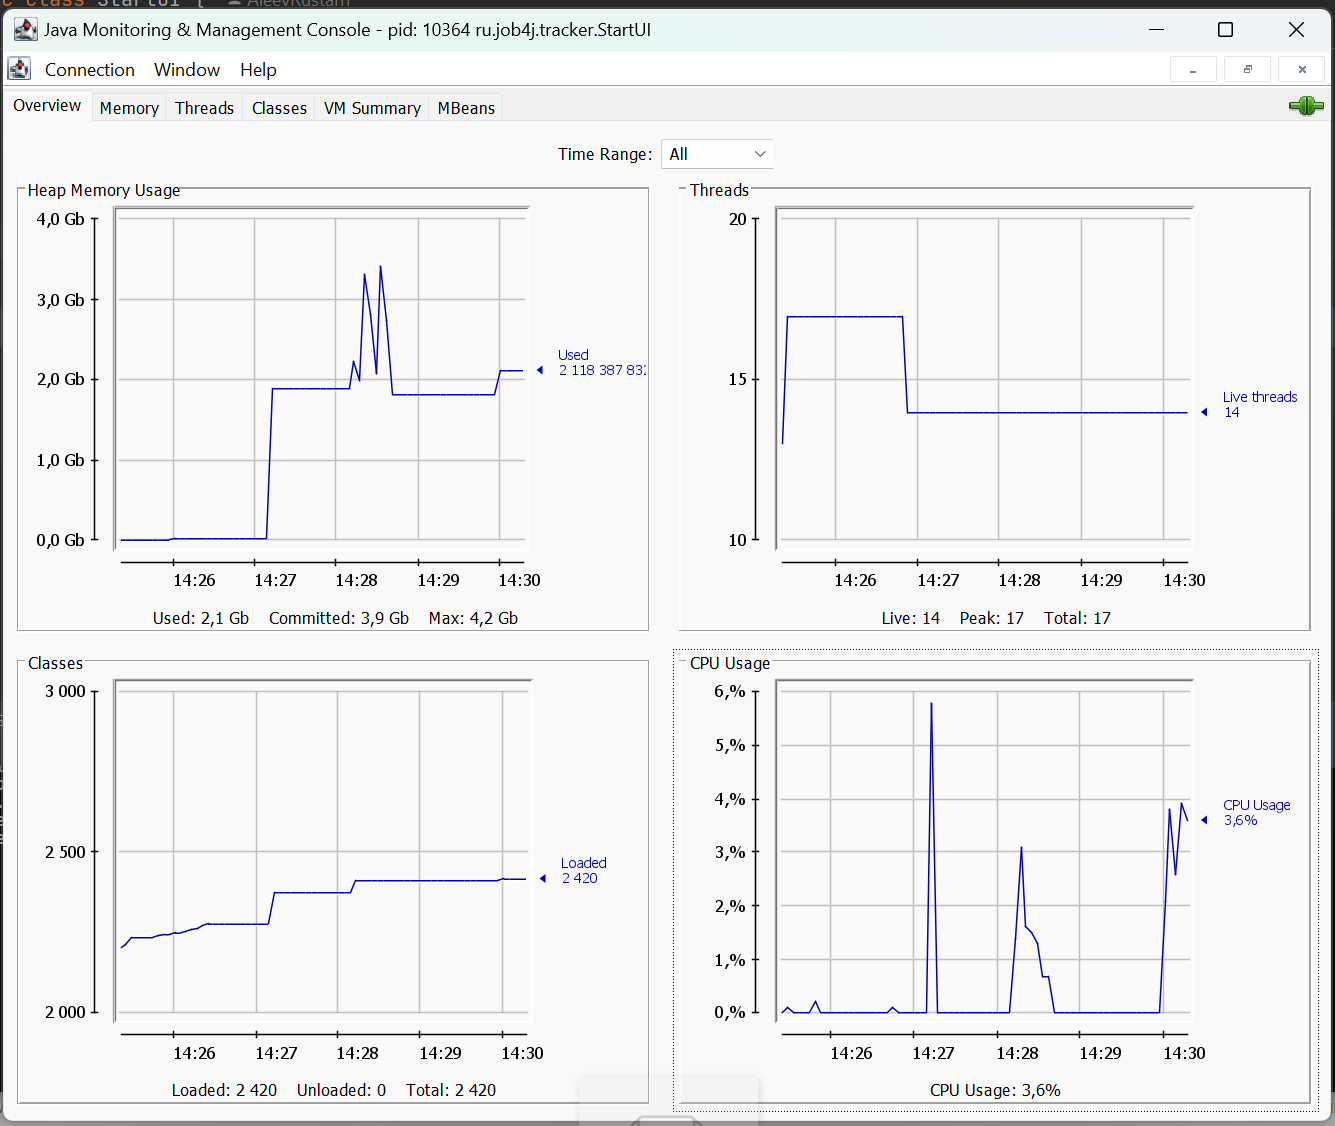 Java Monitoring & Management Console - pid: 10364 ru.job4j.tracker.StartUI
Connection Window Help
Overview Memory Threads Classes VM Summary MBeans
Time Range: All
Heap Memory Usage
4,0 Gb
3,0 Gb
2,0 Gb
1,0 Gb
0,0 Gb
Used
2 118 387 832
14:26 14:27 14:28 14:29 14:30
Used: 2,1 Gb Committed: 3,9 Gb Max: 4,2 Gb
Threads
20
15
10
Live threads
14
14:26 14:27 14:28 14:29 14:30
Live: 14 Peak: 17 Total: 17
Classes
3 000
2 500
2 000
Loaded
2 420
14:26 14:27 14:28 14:29 14:30
Loaded: 2 420 Unloaded: 0 Total: 2 420
CPU Usage
6,%
5,%
4,%
3,%
2,%
1,%
0,%
CPU Usage
3,6%
14:26 14:27 14:28 14:29 14:30
CPU Usage: 3,6%